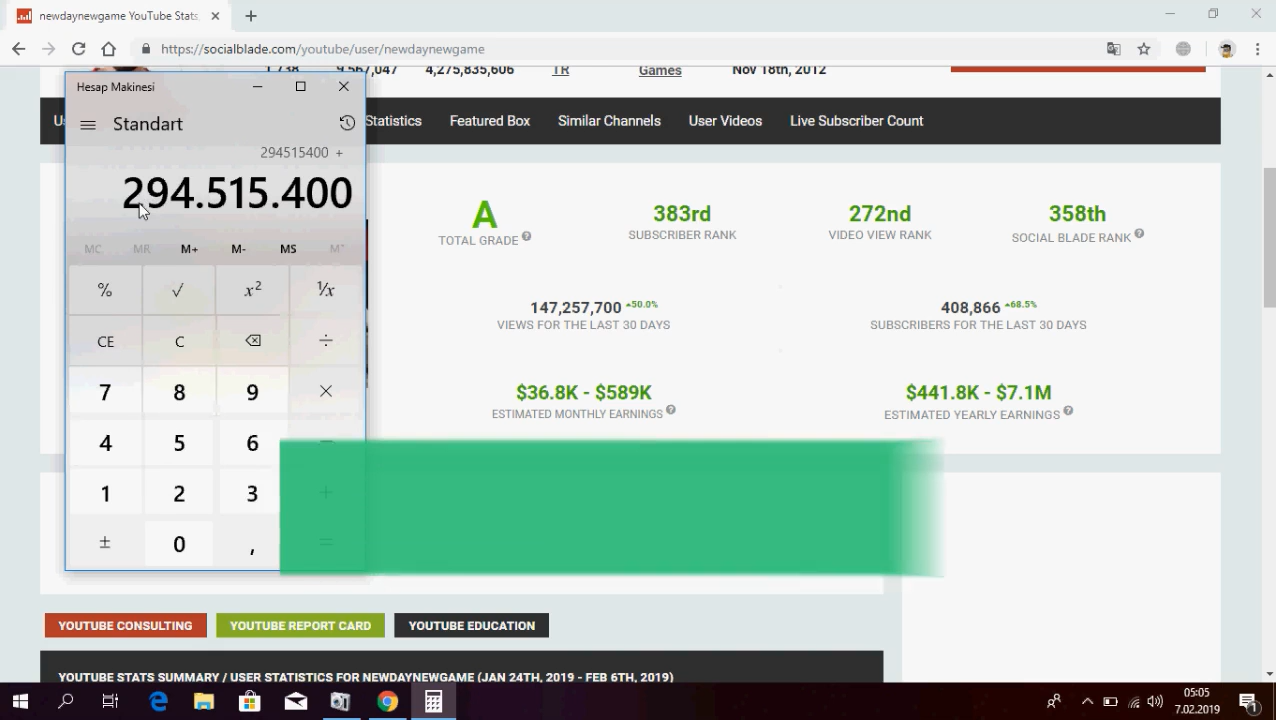 newdaynewgame YouTube Stats
https://socialblade.com/youtube/user/newdaynewgame
1,738 9,567,047 4,275,835,606 TR Games Nov 18th, 2012
Hesap Makinesi
Standart
Statistics Featured Box Similar Channels User Videos Live Subscriber Count
294515400 +
294.515.400
MC MR M+ M- MS M˅
% √ x² ¹/x
CE C ÷
7 8 9 ×
4 5 6 −
1 2 3 +
± 0 , =
A
TOTAL GRADE ?
383rd
SUBSCRIBER RANK
272nd
VIDEO VIEW RANK
358th
SOCIAL BLADE RANK ?
147,257,700 50.0%
VIEWS FOR THE LAST 30 DAYS
408,866 68.5%
SUBSCRIBERS FOR THE LAST 30 DAYS
$36.8K - $589K
ESTIMATED MONTHLY EARNINGS ?
$441.8K - $7.1M
ESTIMATED YEARLY EARNINGS ?
YOUTUBE CONSULTING YOUTUBE REPORT CARD YOUTUBE EDUCATION
YOUTUBE STATS SUMMARY / USER STATISTICS FOR NEWDAYNEWGAME (JAN 24TH, 2019 - FEB 6TH, 2019)
05:05
7.02.2019
1